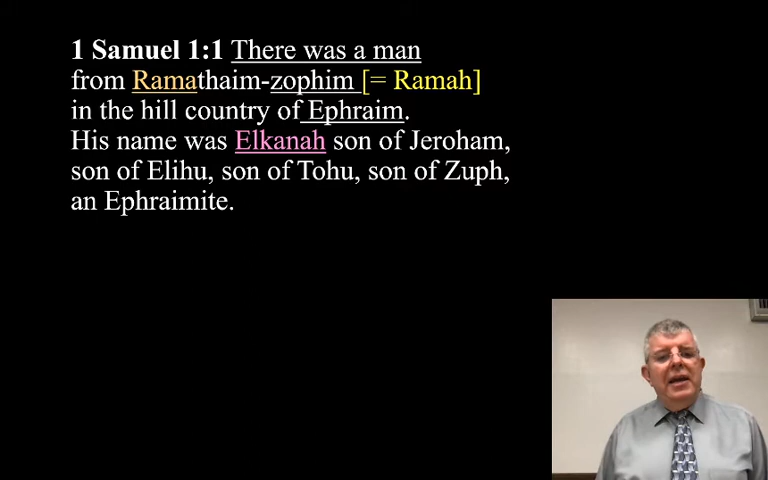 1 Samuel 1:1 There was a man
from Ramathaim-zophim [= Ramah]
in the hill country of Ephraim.
His name was Elkanah son of Jeroham,
son of Elihu, son of Tohu, son of Zuph,
an Ephraimite.